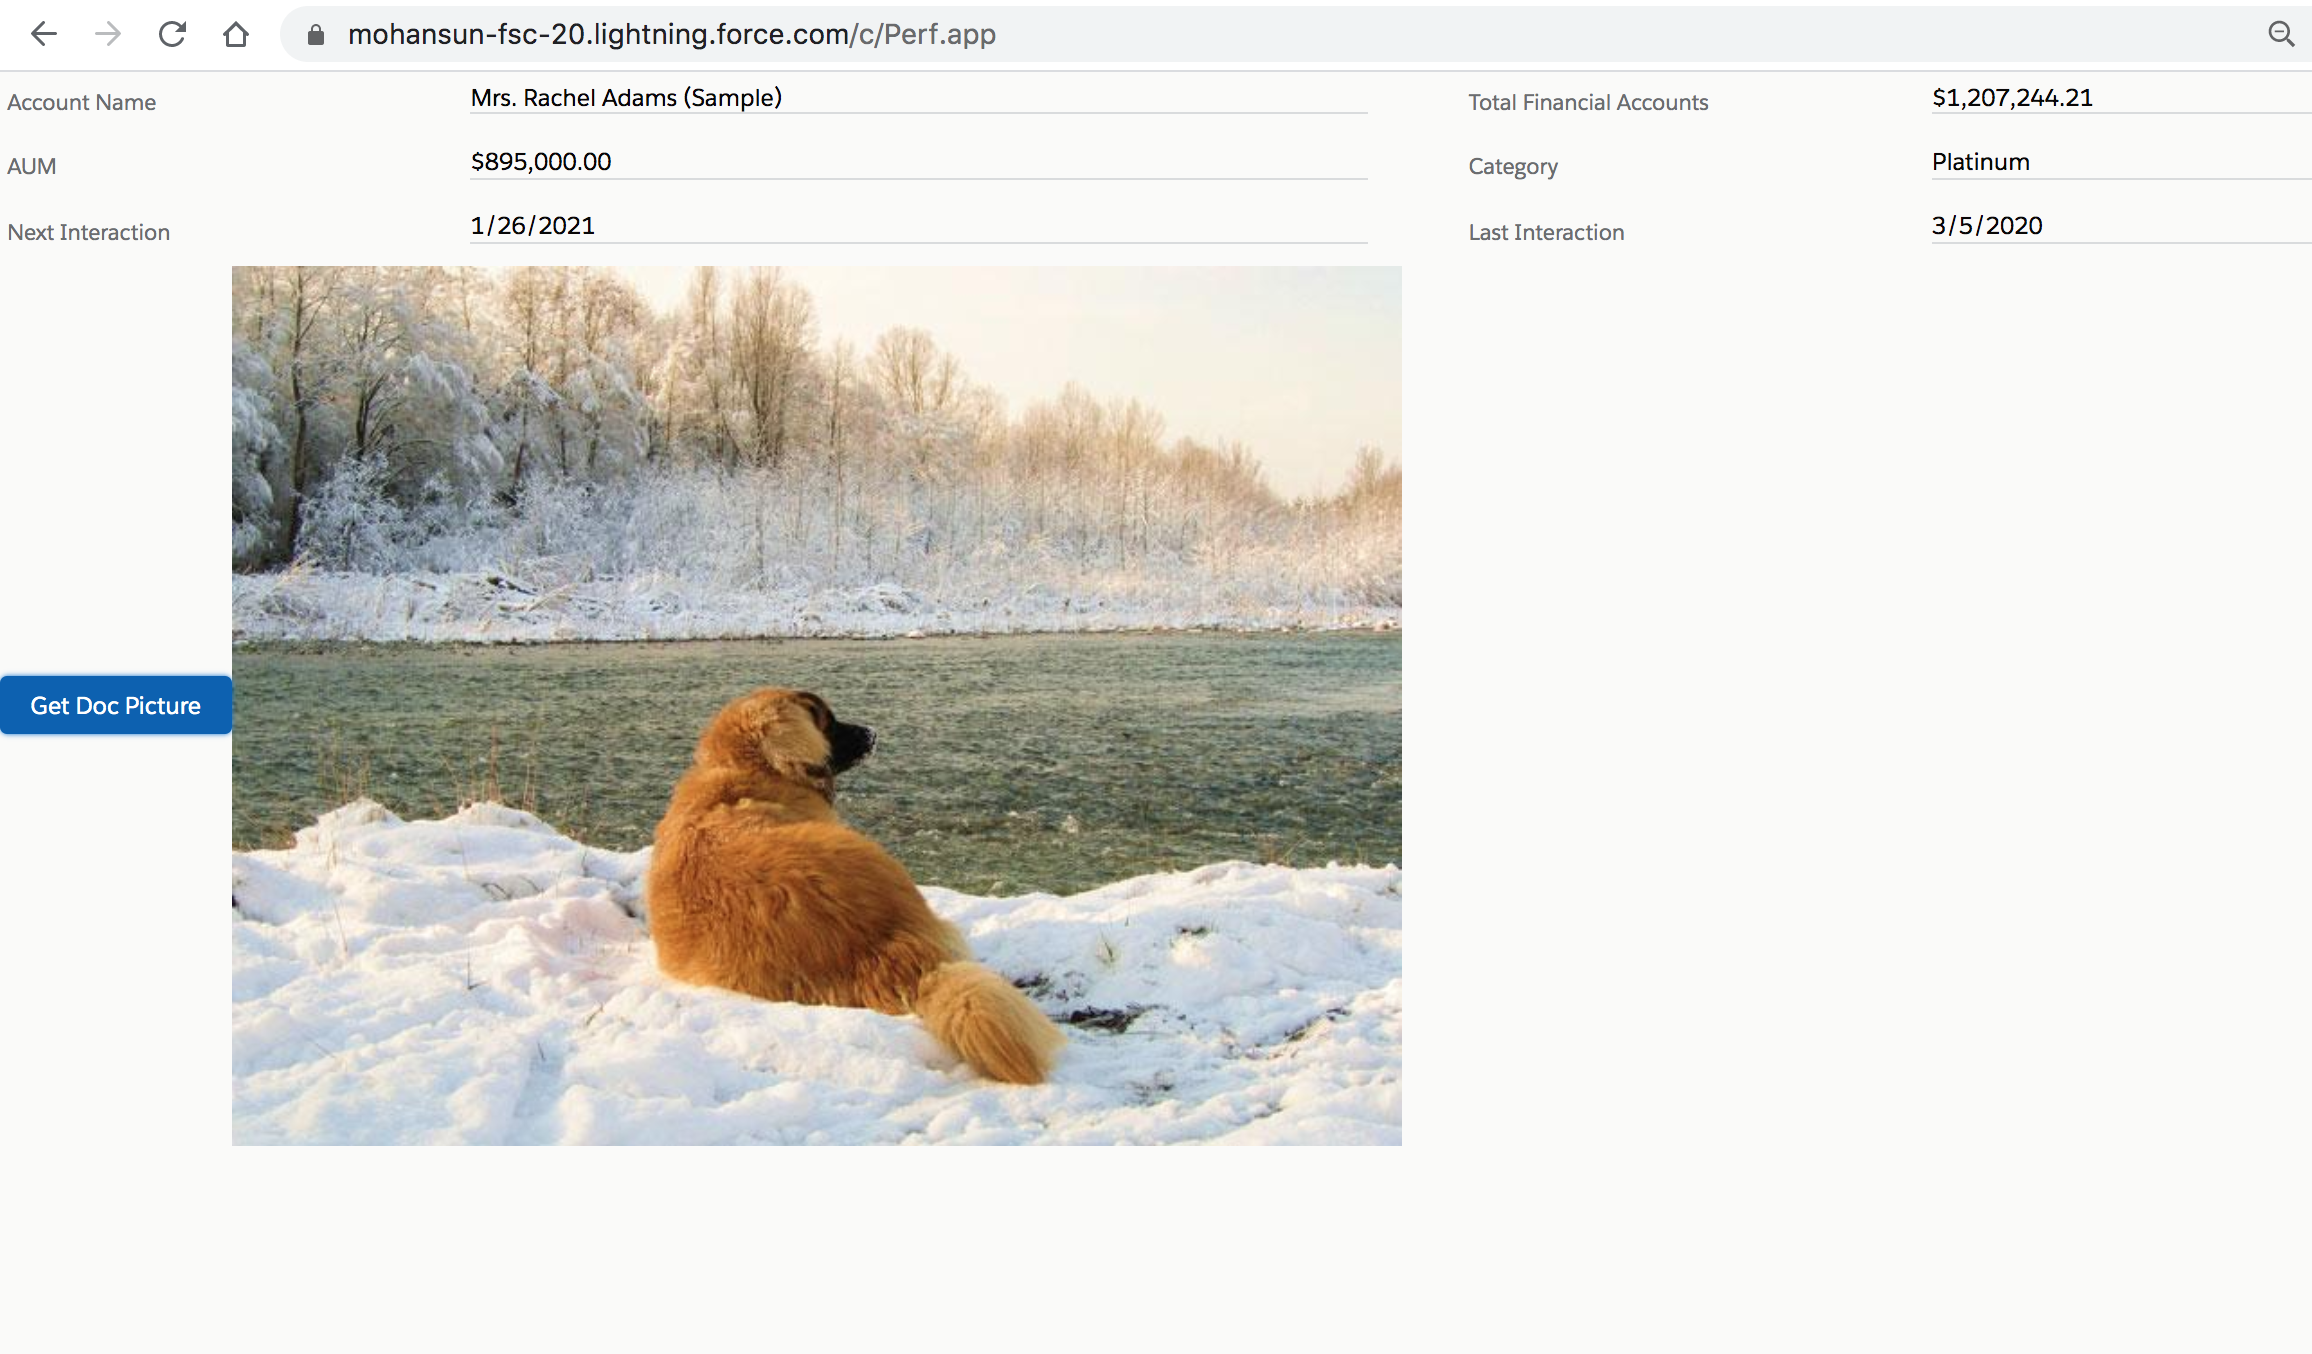 mohansun-fsc-20.lightning.force.com/c/Perf.app
Account Name Mrs. Rachel Adams (Sample) Total Financial Accounts $1,207,244.21
AUM $895,000.00 Category Platinum
Next Interaction 1/26/2021 Last Interaction 3/5/2020
Get Doc Picture